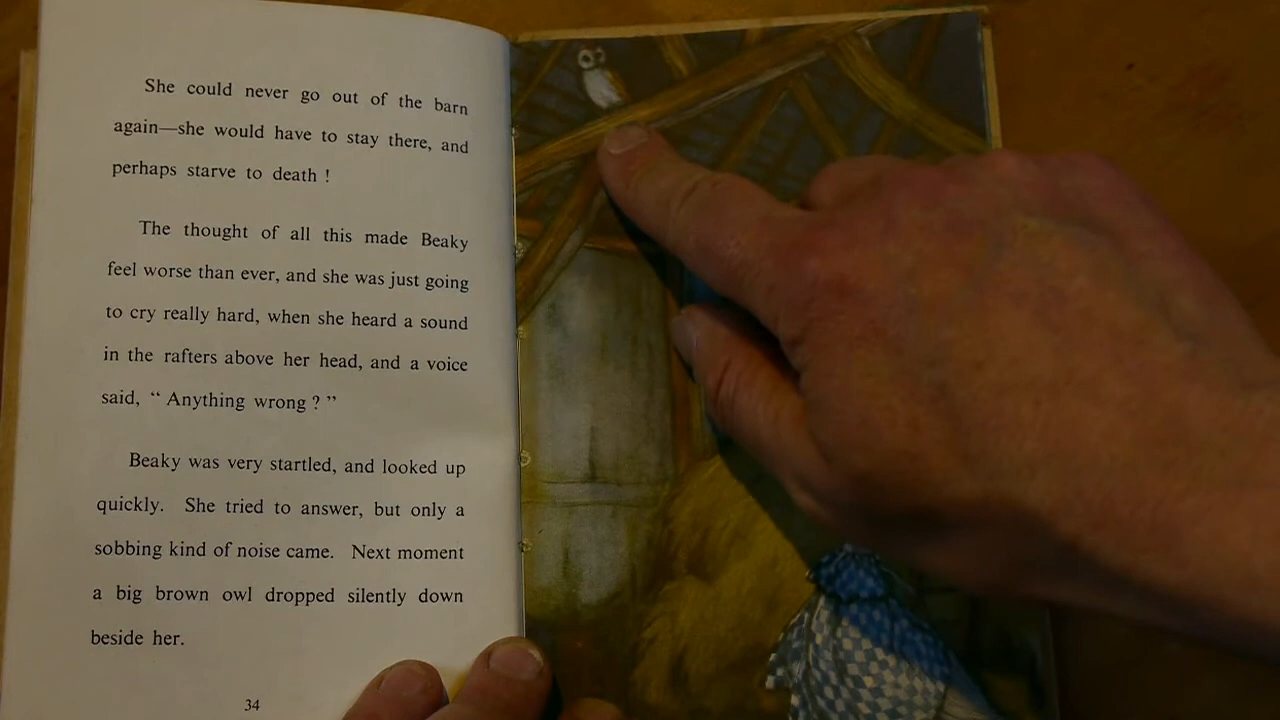 She could never go out of the barn
again—she would have to stay there, and
perhaps starve to death !
The thought of all this made Beaky
feel worse than ever, and she was just going
to cry really hard, when she heard a sound
in the rafters above her head, and a voice
said, “ Anything wrong ? ”
Beaky was very startled, and looked up
quickly. She tried to answer, but only a
sobbing kind of noise came. Next moment
a big brown owl dropped silently down
beside her.
34